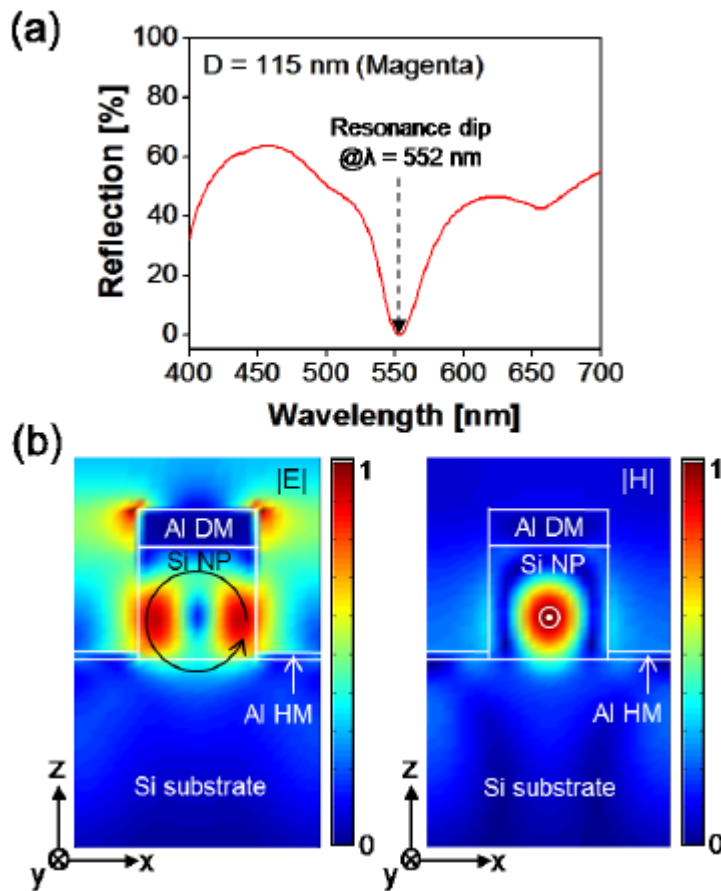 (a)
D = 115 nm (Magenta)
Resonance dip
@λ = 552 nm
Reflection [%]
100
80
60
40
20
0
400 450 500 550 600 650 700
Wavelength [nm]
(b)
|E|
Al DM
Si NP
Al HM
Si substrate
1
0
z
y
x
|H|
Al DM
Si NP
Al HM
Si substrate
1
0
z
y
x